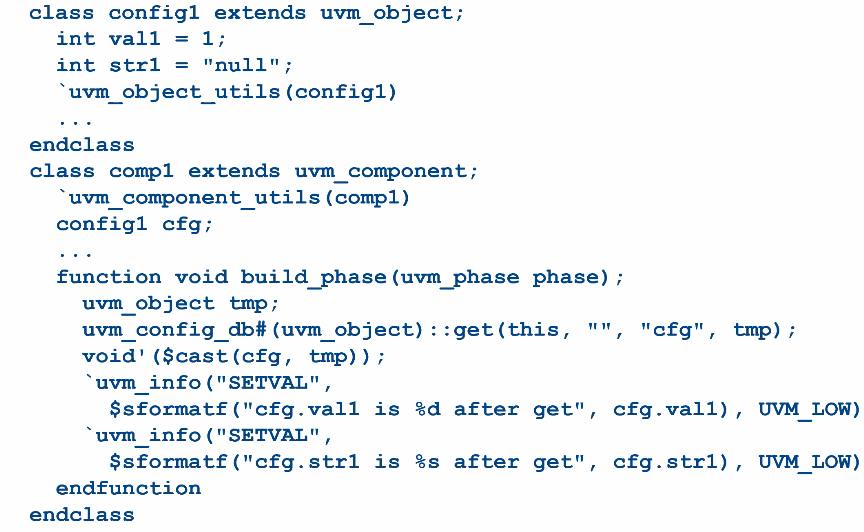 class config1 extends uvm_object;
int val1 = 1;
int str1 = "null";
`uvm_object_utils(config1)
...
endclass
class comp1 extends uvm_component;
`uvm_component_utils(comp1)
config1 cfg;
...
function void build_phase(uvm_phase phase);
uvm_object tmp;
uvm_config_db#(uvm_object)::get(this, "", "cfg", tmp);
void'($cast(cfg, tmp));
`uvm_info("SETVAL",
$sformatf("cfg.val1 is %d after get", cfg.val1), UVM_LOW)
`uvm_info("SETVAL",
$sformatf("cfg.str1 is %s after get", cfg.str1), UVM_LOW)
endfunction
endclass